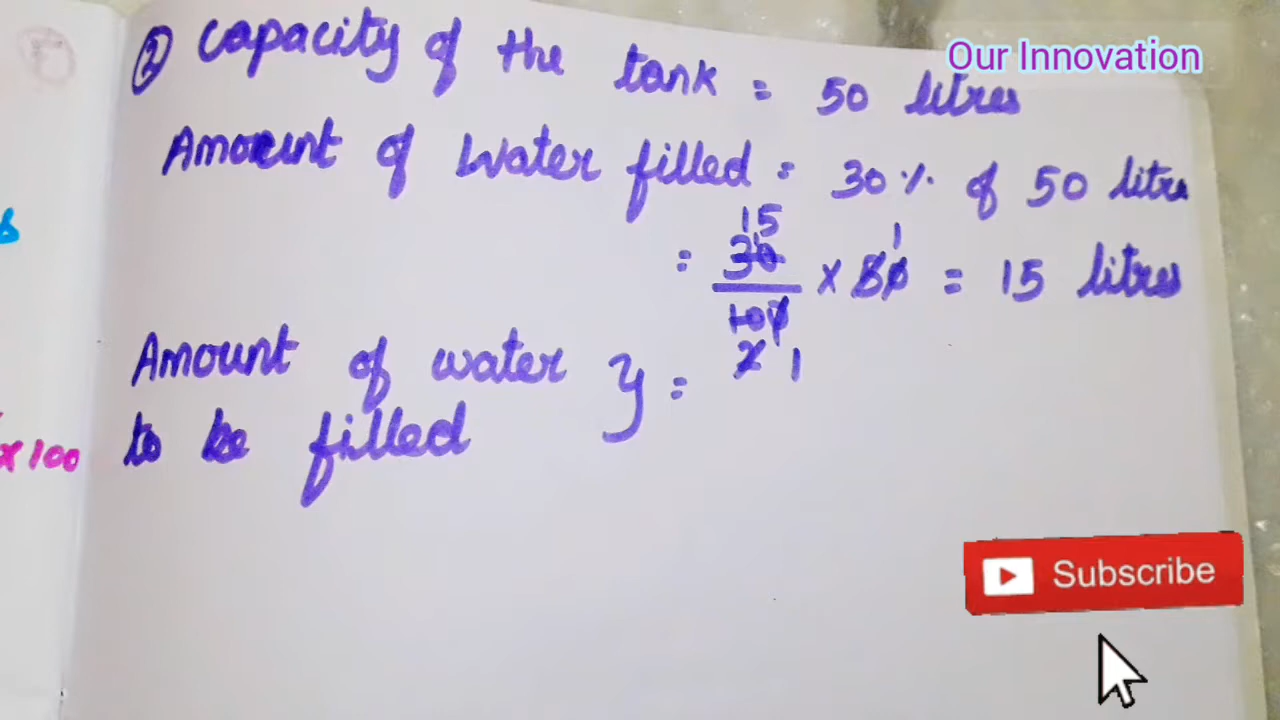 Our Innovation
② Capacity of the tank = 50 litres
Amount of Water filled = 30% of 50 litre
15
= 30/100 × 50 = 15 litres
1
2 1
Amount of water } =
to be filled
x 100
Subscribe